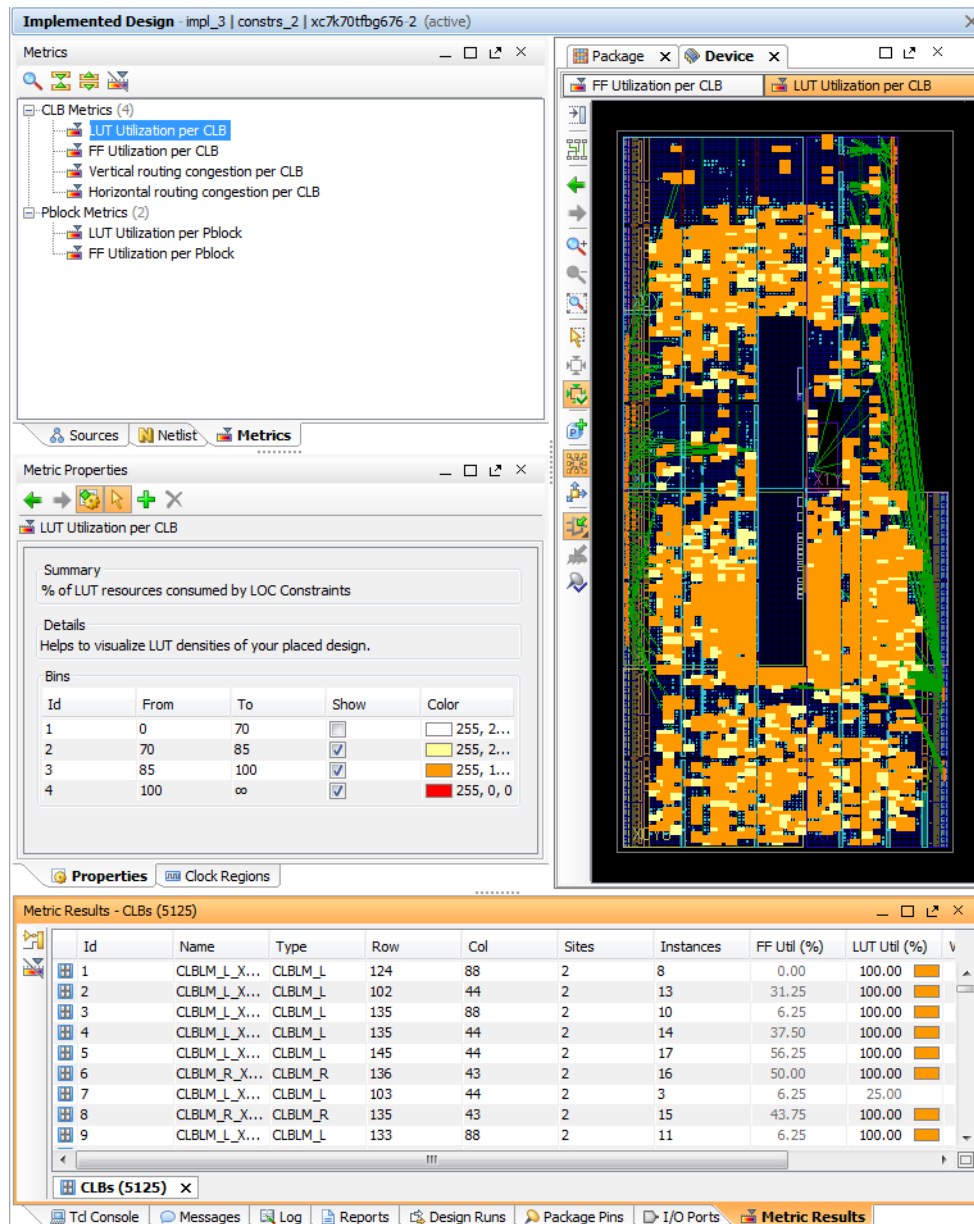 Implemented Design - impl_3 | constrs_2 | xc7k70tfbg676-2 (active)
Metrics
CLB Metrics (4)
LUT Utilization per CLB
FF Utilization per CLB
Vertical routing congestion per CLB
Horizontal routing congestion per CLB
Pblock Metrics (2)
LUT Utilization per Pblock
FF Utilization per Pblock
Sources Netlist Metrics
Metric Properties
LUT Utilization per CLB
Summary
% of LUT resources consumed by LOC Constraints
Details
Helps to visualize LUT densities of your placed design.
Bins
Id From To Show Color
1 0 70 255, 2...
2 70 85 255, 2...
3 85 100 255, 1...
4 100 ∞ 255, 0, 0
Properties Clock Regions
Package Device
FF Utilization per CLB LUT Utilization per CLB
Metric Results - CLBs (5125)
Id Name Type Row Col Sites Instances FF Util (%) LUT Util (%)
1 CLBLM_L_X... CLBLM_L 124 88 2 8 0.00 100.00
2 CLBLM_L_X... CLBLM_L 102 44 2 13 31.25 100.00
3 CLBLM_L_X... CLBLM_L 135 88 2 10 6.25 100.00
4 CLBLM_L_X... CLBLM_L 135 44 2 14 37.50 100.00
5 CLBLM_L_X... CLBLM_L 145 44 2 17 56.25 100.00
6 CLBLM_R_X... CLBLM_R 136 43 2 16 50.00 100.00
7 CLBLM_L_X... CLBLM_L 103 44 2 3 6.25 25.00
8 CLBLM_R_X... CLBLM_R 135 43 2 15 43.75 100.00
9 CLBLM_L_X... CLBLM_L 133 88 2 11 6.25 100.00
CLBs (5125)
Tcl Console Messages Log Reports Design Runs Package Pins I/O Ports Metric Results